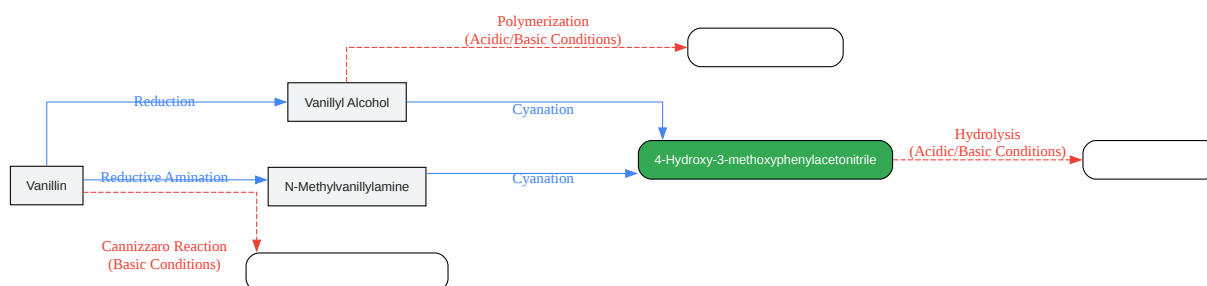 Polymerization
(Acidic/Basic Conditions)
Reduction
Vanillyl Alcohol
Cyanation
Hydrolysis
(Acidic/Basic Conditions)
4-Hydroxy-3-methoxyphenylacetonitrile
Vanillin
Reductive Amination
N-Methylvanillylamine
Cyanation
Cannizzaro Reaction
(Basic Conditions)